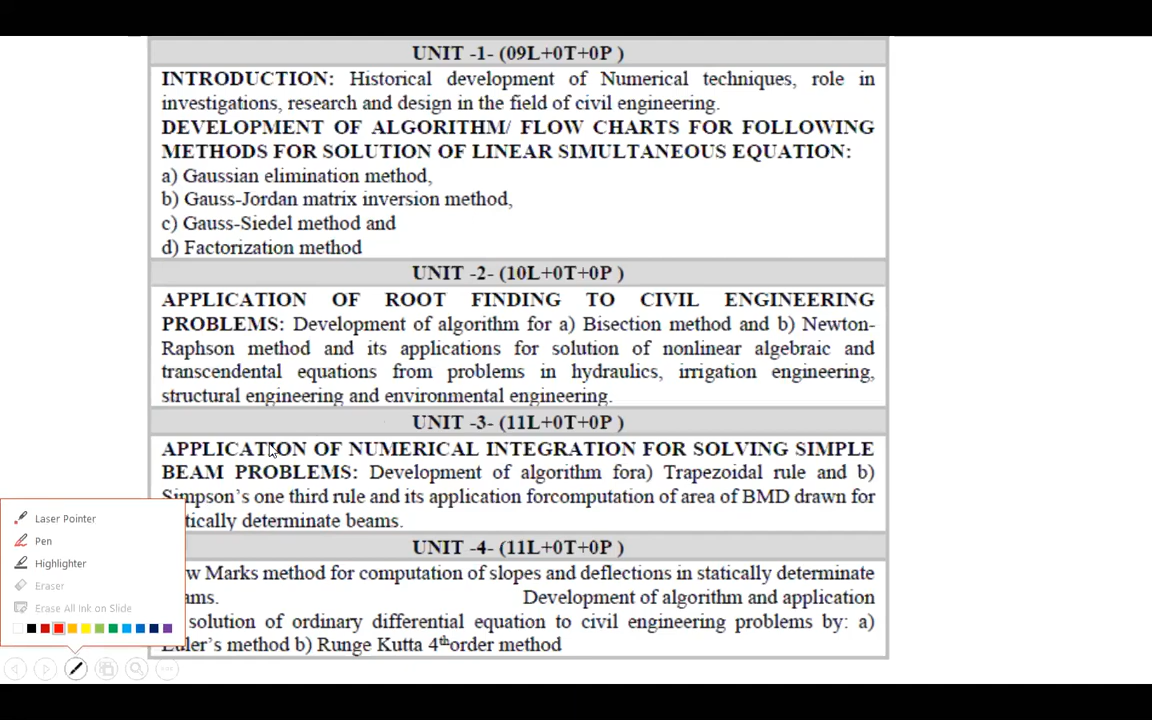 UNIT -1- (09L+0T+0P )
INTRODUCTION: Historical development of Numerical techniques, role in
investigations, research and design in the field of civil engineering.
DEVELOPMENT OF ALGORITHM/ FLOW CHARTS FOR FOLLOWING
METHODS FOR SOLUTION OF LINEAR SIMULTANEOUS EQUATION:
a) Gaussian elimination method,
b) Gauss-Jordan matrix inversion method,
c) Gauss-Siedel method and
d) Factorization method
UNIT -2- (10L+0T+0P )
APPLICATION OF ROOT FINDING TO CIVIL ENGINEERING
PROBLEMS: Development of algorithm for a) Bisection method and b) Newton-
Raphson method and its applications for solution of nonlinear algebraic and
transcendental equations from problems in hydraulics, irrigation engineering,
structural engineering and environmental engineering.
UNIT -3- (11L+0T+0P )
APPLICATION OF NUMERICAL INTEGRATION FOR SOLVING SIMPLE
BEAM PROBLEMS: Development of algorithm fora) Trapezoidal rule and b)
Simpson's one third rule and its application forcomputation of area of BMD drawn for
tically determinate beams.
UNIT -4- (11L+0T+0P )
w Marks method for computation of slopes and deflections in statically determinate
ams. Development of algorithm and application
solution of ordinary differential equation to civil engineering problems by: a)
Euler's method b) Runge Kutta 4th order method
Laser Pointer
Pen
Highlighter
Eraser
Erase All Ink on Slide